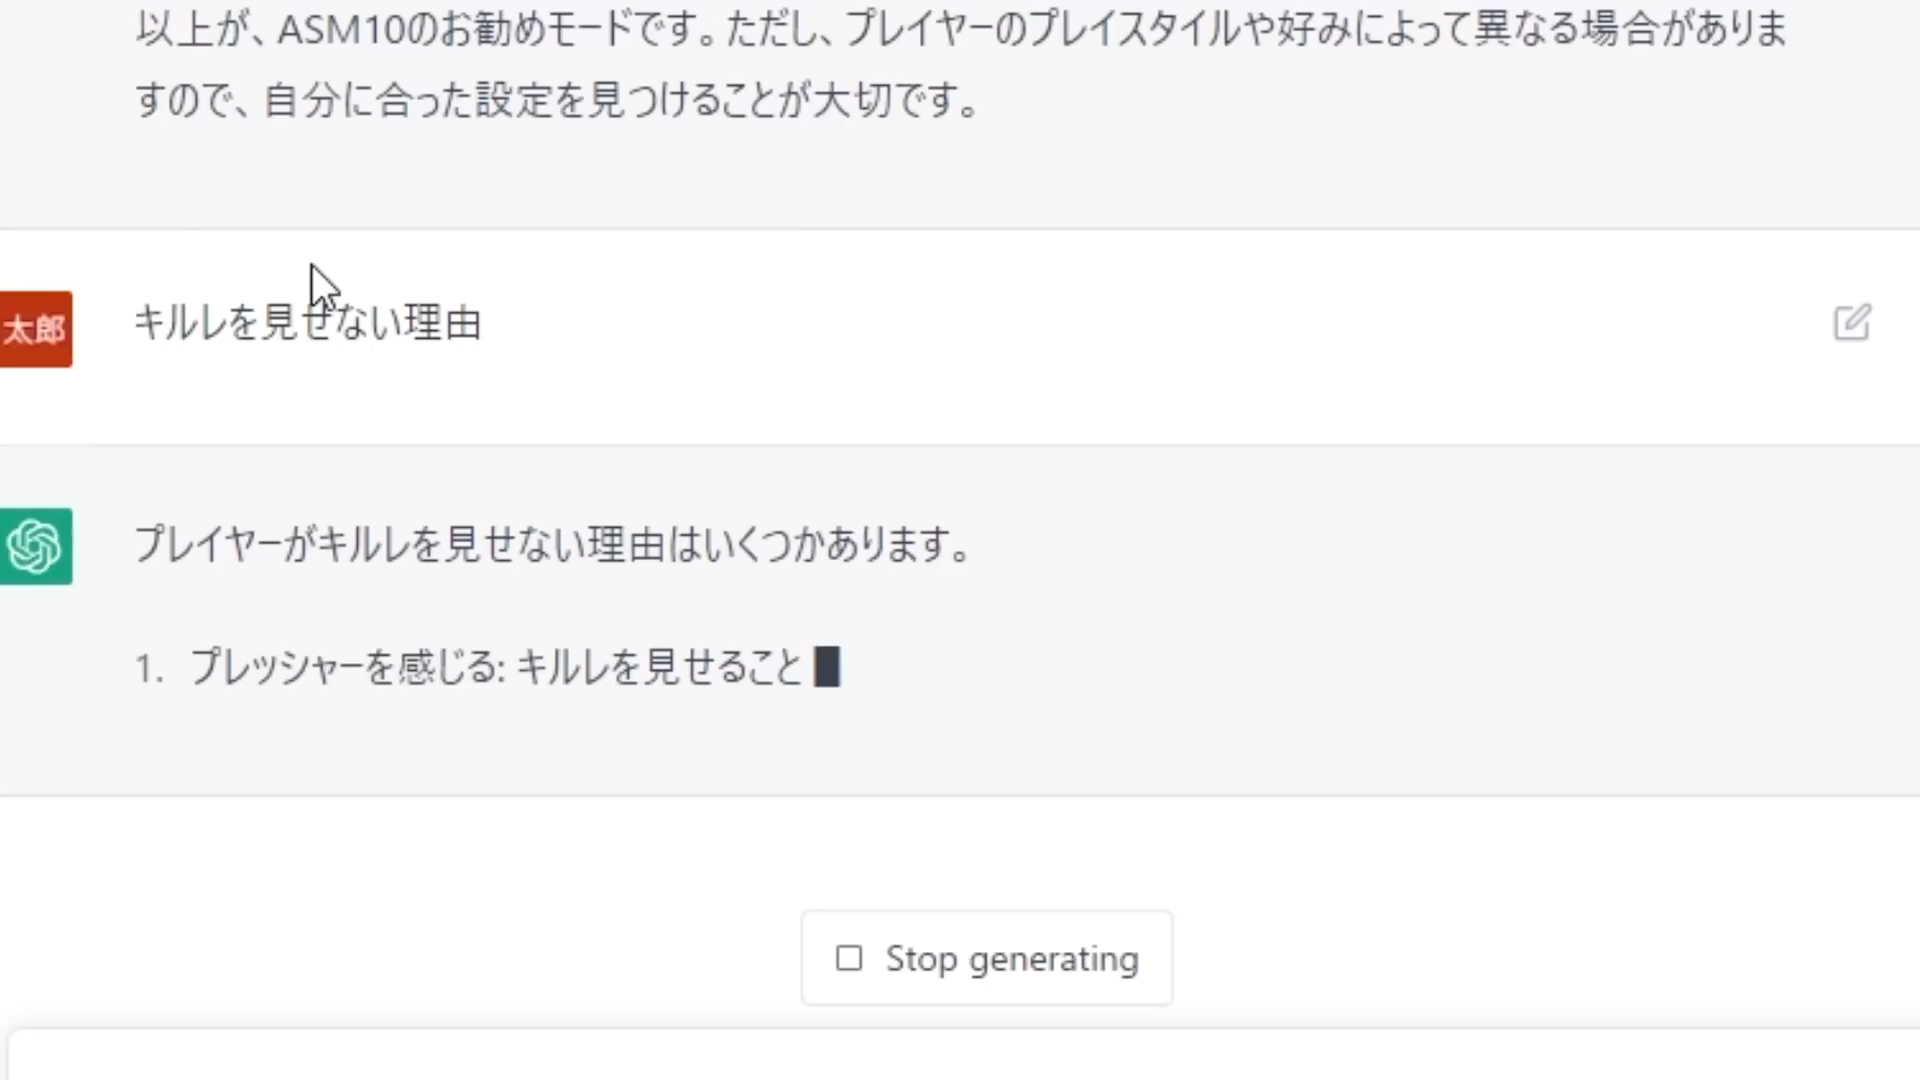 以上が、ASM10のお勧めモードです。ただし、プレイヤーのプレイスタイルや好みによって異なる場合がありま
すので、自分に合った設定を見つけることが大切です。
太郎
キルレを見せない理由
プレイヤーがキルレを見せない理由はいくつかあります。
1. プレッシャーを感じる: キルレを見せること
Stop generating